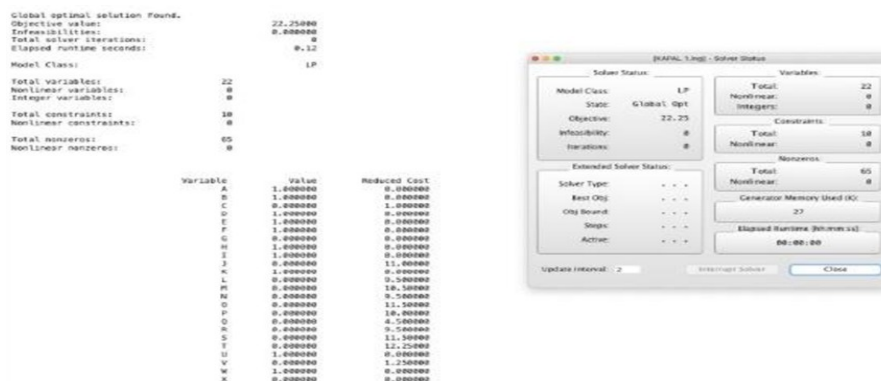 Global optimal solution found.
Objective value: 22.25000
Infeasibilities: 0.000000
Total solver iterations: 0
Elapsed runtime seconds: 0.12
Model Class: LP
Total variables: 22
Nonlinear variables: 0
Integer variables: 0
Total constraints: 10
Nonlinear constraints: 0
Total nonzeros: 65
Nonlinear nonzeros: 0
Variable Value Reduced Cost
A 1.000000 0.000000
B 1.000000 0.000000
C 0.000000 1.000000
D 1.000000 0.000000
E 0.000000 0.000000
F 1.000000 0.000000
G 0.000000 0.000000
H 1.000000 0.000000
I 1.000000 0.000000
J 0.000000 11.00000
K 1.000000 0.000000
L 0.000000 9.500000
M 0.000000 10.50000
N 0.000000 9.500000
O 0.000000 11.50000
P 0.000000 10.00000
Q 0.000000 4.500000
R 0.000000 9.500000
S 0.000000 11.50000
T 0.000000 12.25000
U 1.000000 0.000000
V 0.000000 1.250000
W 1.000000 0.000000
X 0.000000 0.000000
[KAPAL 1.lng] - Solver Status
Solver Status:
Model Class: LP
State: Global Opt
Objective: 22.25
Infeasibility: 0
Iterations: 0
Extended Solver Status:
Solver Type: . . .
Best Obj: . . .
Obj Bound: . . .
Steps: . . .
Active: . . .
Variables:
Total: 22
Nonlinear: 0
Integers: 0
Constraints:
Total: 10
Nonlinear: 0
Nonzeros:
Total: 65
Nonlinear: 0
Generator Memory Used (K):
27
Elapsed Runtime (hh:mm:ss):
00:00:00
Update Interval: 2
Interrupt Solver
Close